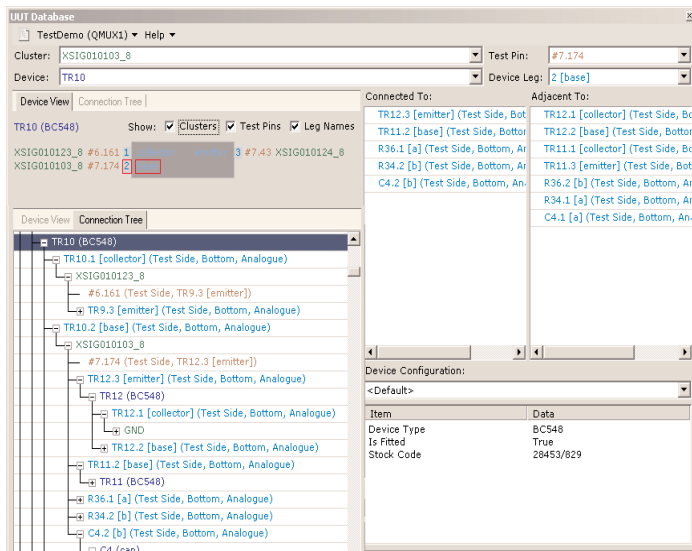 UUT Database
TestDemo (QMUX1) Help
Cluster: XSIG010103_8 Test Pin: #7.174
Device: TR10 Device Leg: 2 [base]
Device View Connection Tree
TR10 (BC548) Show: Clusters Test Pins Leg Names
XSIG010123_8 #6.161 1 3 #7.43 XSIG010124_8
XSIG010103_8 #7.174 2
Connected To:
TR12.3 [emitter] (Test Side, Bot
TR11.2 [base] (Test Side, Bottor
R36.1 [a] (Test Side, Bottom, Ar
R34.2 [b] (Test Side, Bottom, Ar
C4.2 [b] (Test Side, Bottom, An
Adjacent To:
TR12.1 [collector] (Test Side, Bo
TR12.2 [base] (Test Side, Bottor
TR11.1 [collector] (Test Side, Bo
TR11.3 [emitter] (Test Side, Bot
R36.2 [b] (Test Side, Bottom, Ar
R34.1 [a] (Test Side, Bottom, Ar
C4.1 [a] (Test Side, Bottom, An
Device View Connection Tree
TR10 (BC548)
TR10.1 [collector] (Test Side, Bottom, Analogue)
XSIG010123_8
#6.161 (Test Side, TR9.3 [emitter])
TR9.3 [emitter] (Test Side, Bottom, Analogue)
TR10.2 [base] (Test Side, Bottom, Analogue)
XSIG010103_8
#7.174 (Test Side, TR12.3 [emitter])
TR12.3 [emitter] (Test Side, Bottom, Analogue)
TR12 (BC548)
TR12.1 [collector] (Test Side, Bottom, Analogue)
GND
TR12.2 [base] (Test Side, Bottom, Analogue)
TR11.2 [base] (Test Side, Bottom, Analogue)
TR11 (BC548)
R36.1 [a] (Test Side, Bottom, Analogue)
R34.2 [b] (Test Side, Bottom, Analogue)
C4.2 [b] (Test Side, Bottom, Analogue)
C4 (cap)
Device Configuration:
<Default>
Item Data
Device Type BC548
Is Fitted True
Stock Code 28453/829